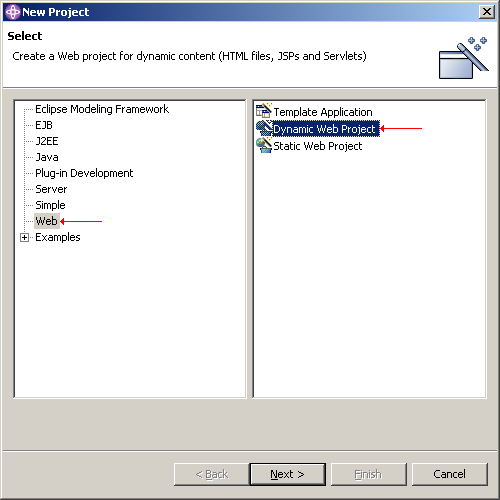 New Project
Select
Create a Web project for dynamic content (HTML files, JSPs and Servlets)
Eclipse Modeling Framework
EJB
J2EE
Java
Plug-in Development
Server
Simple
Web
Examples
Template Application
Dynamic Web Project
Static Web Project
< Back
Next >
Finish
Cancel